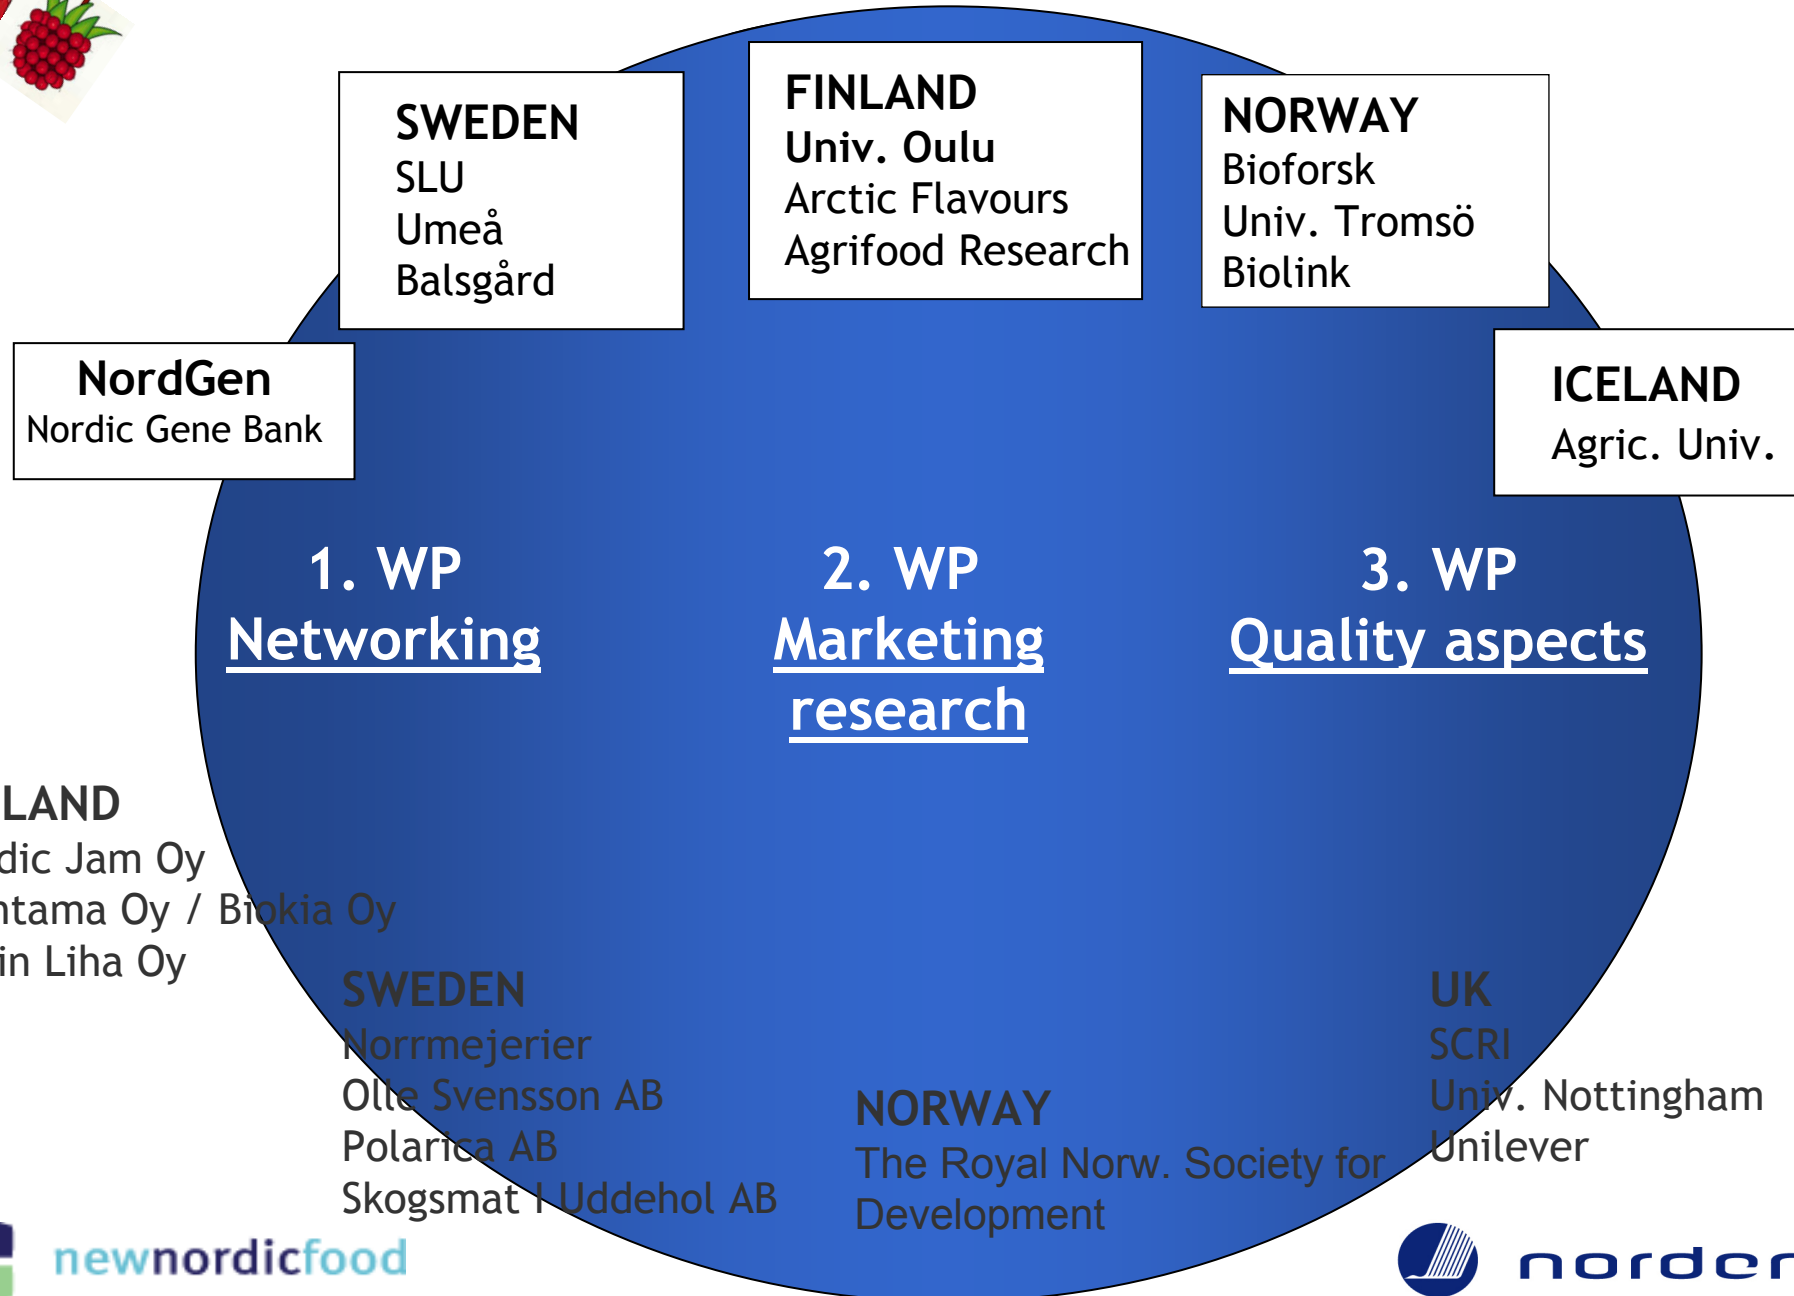 SWEDEN
SLU
Umeå
Balsgård
FINLAND
Univ. Oulu
Arctic Flavours
Agrifood Research
NORWAY
Bioforsk
Univ. Tromsö
Biolink
NordGen
Nordic Gene Bank
ICELAND
Agric. Univ.
1. WP
Networking
2. WP
Marketing
research
3. WP
Quality aspects
LAND
dic Jam Oy
ntama Oy / Biokia Oy
in Liha Oy
SWEDEN
Norrmejerier
Olle Svensson AB
Polarica AB
Skogsmat I Uddehol AB
NORWAY
The Royal Norw. Society for
Development
UK
SCRI
Univ. Nottingham
Unilever
newnordicfood
norden